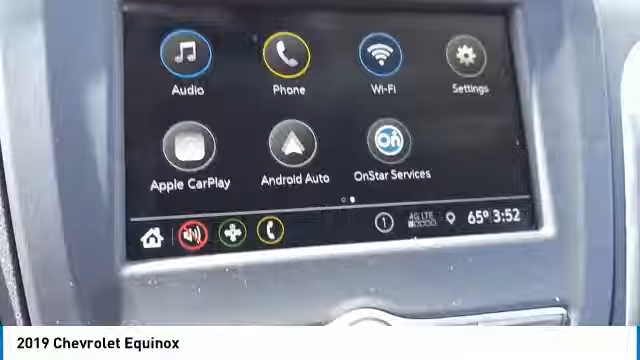 Audio Phone Wi-Fi Settings
On
Apple CarPlay Android Auto OnStar Services
1 4G LTE 65° 3:52
2019 Chevrolet Equinox